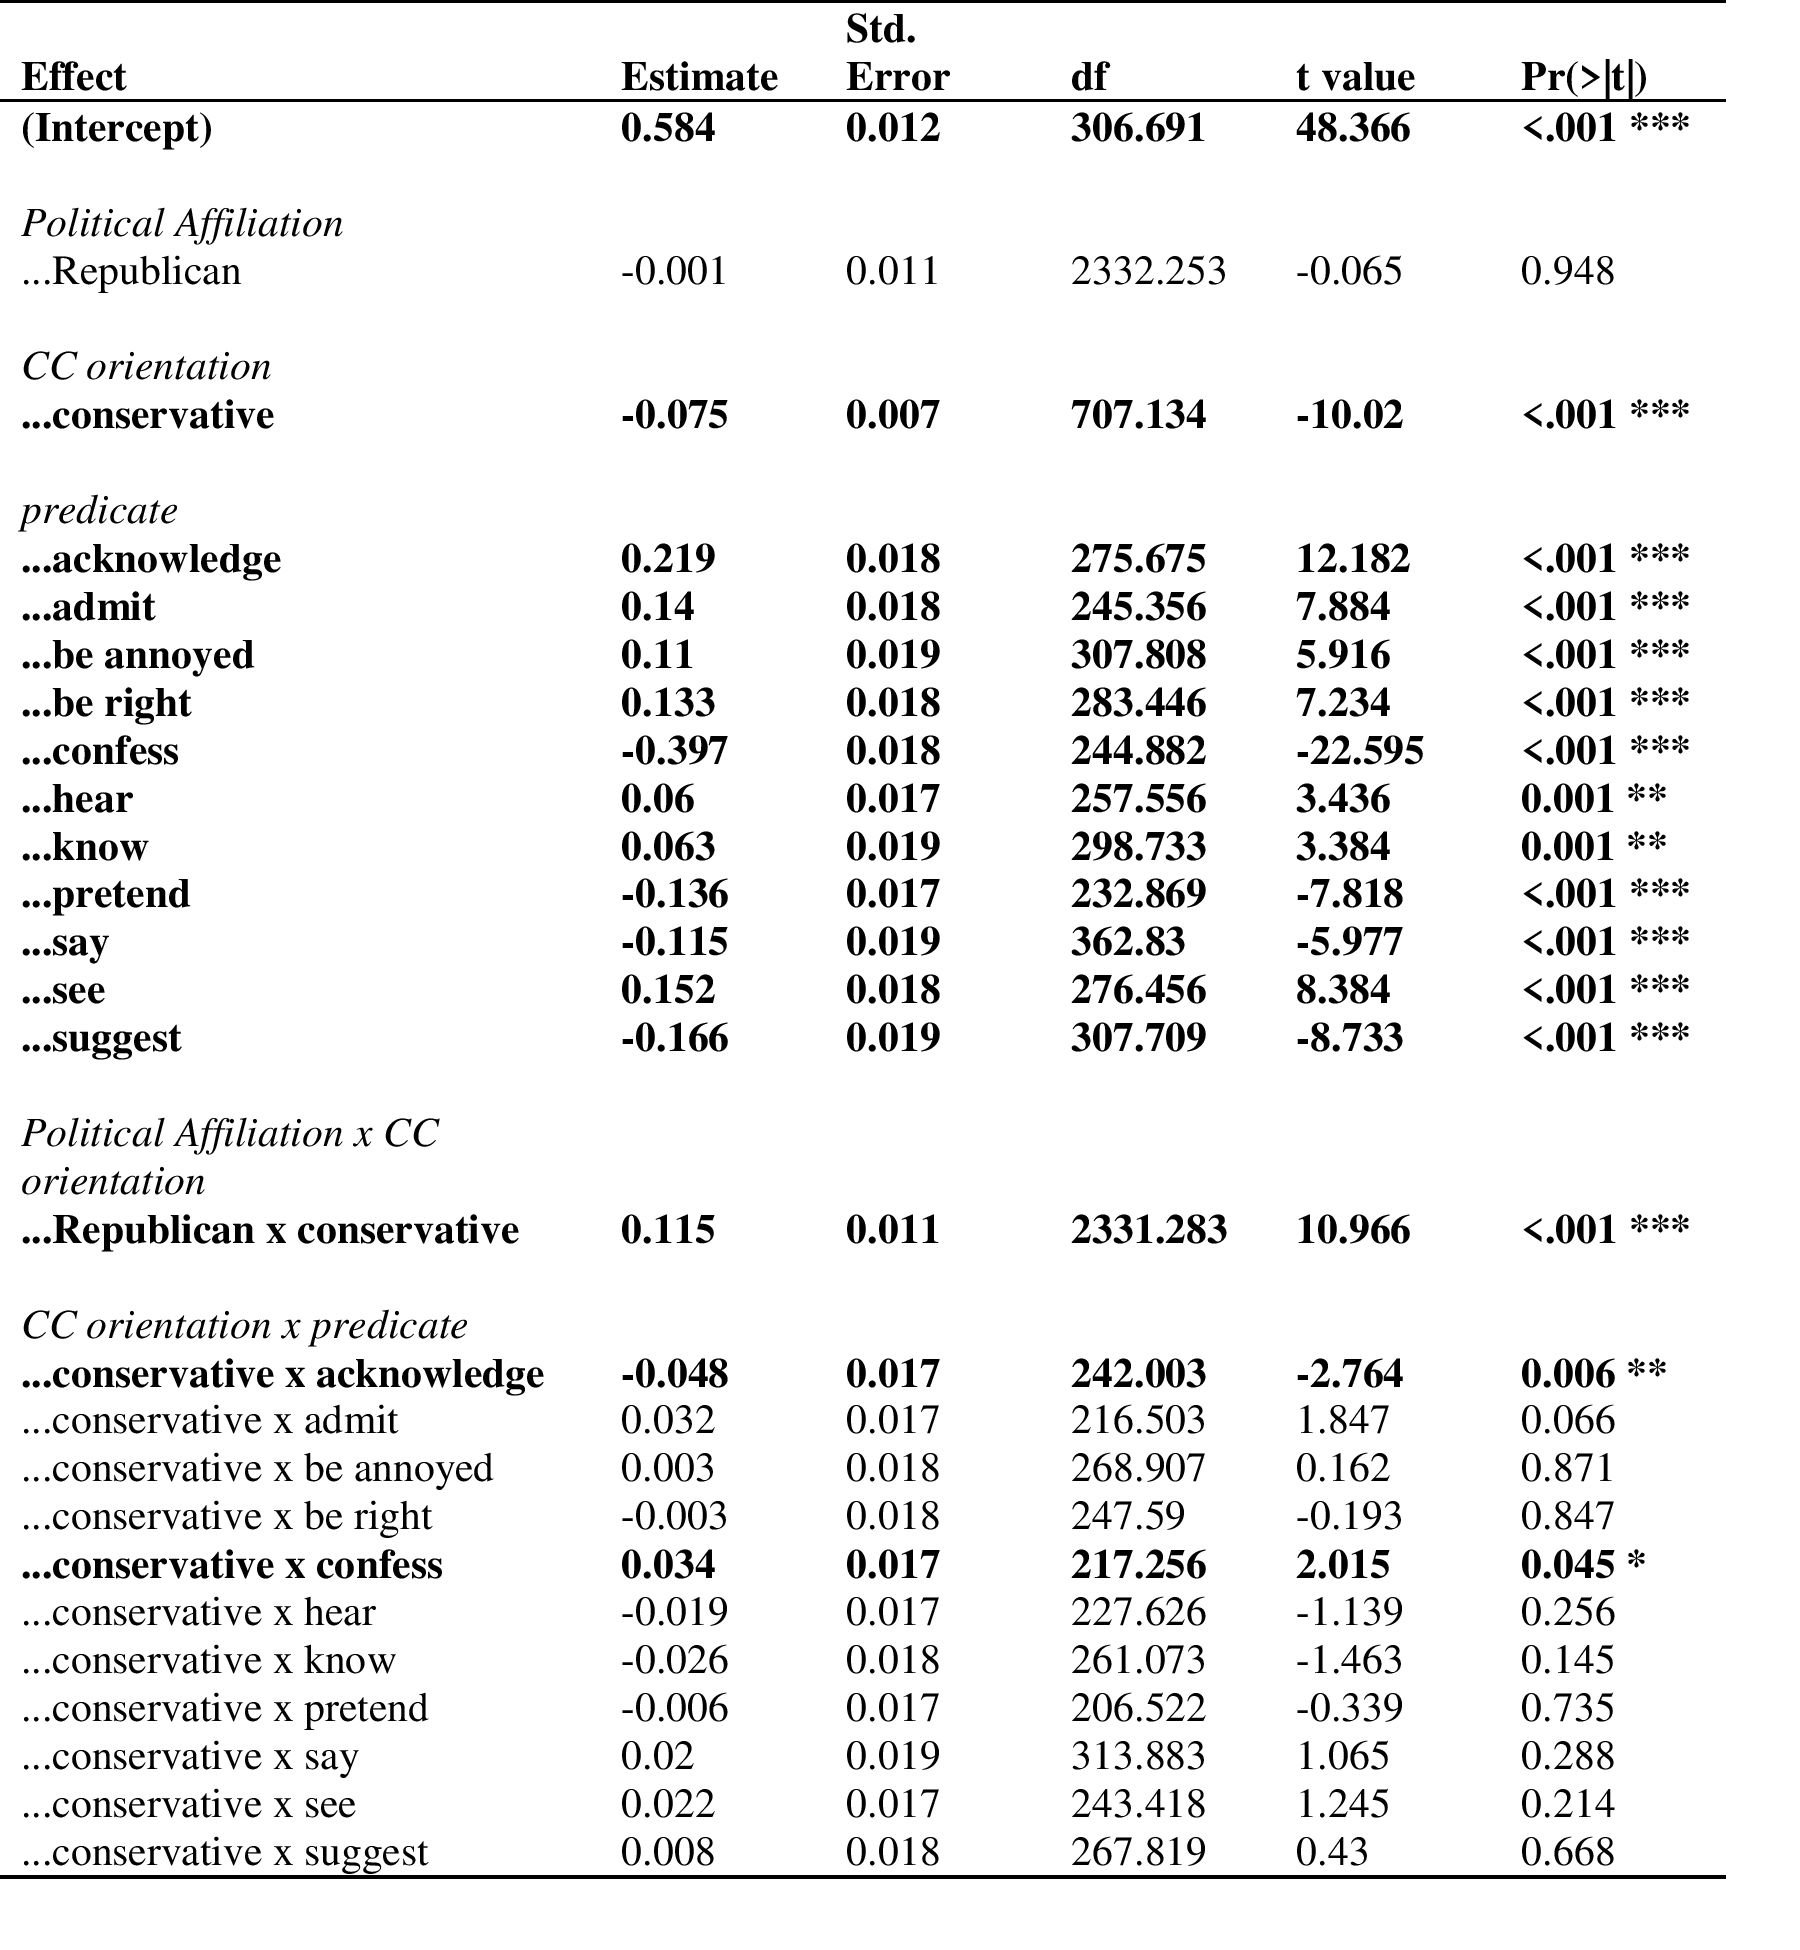 Std.
Effect Estimate Error df t value Pr(>|t|)
(Intercept) 0.584 0.012 306.691 48.366 <.001 ***
Political Affiliation
...Republican -0.001 0.011 2332.253 -0.065 0.948
CC orientation
...conservative -0.075 0.007 707.134 -10.02 <.001 ***
predicate
...acknowledge 0.219 0.018 275.675 12.182 <.001 ***
...admit 0.14 0.018 245.356 7.884 <.001 ***
...be annoyed 0.11 0.019 307.808 5.916 <.001 ***
...be right 0.133 0.018 283.446 7.234 <.001 ***
...confess -0.397 0.018 244.882 -22.595 <.001 ***
...hear 0.06 0.017 257.556 3.436 0.001 **
...know 0.063 0.019 298.733 3.384 0.001 **
...pretend -0.136 0.017 232.869 -7.818 <.001 ***
...say -0.115 0.019 362.83 -5.977 <.001 ***
...see 0.152 0.018 276.456 8.384 <.001 ***
...suggest -0.166 0.019 307.709 -8.733 <.001 ***
Political Affiliation x CC
orientation
...Republican x conservative 0.115 0.011 2331.283 10.966 <.001 ***
CC orientation x predicate
...conservative x acknowledge -0.048 0.017 242.003 -2.764 0.006 **
...conservative x admit 0.032 0.017 216.503 1.847 0.066
...conservative x be annoyed 0.003 0.018 268.907 0.162 0.871
...conservative x be right -0.003 0.018 247.59 -0.193 0.847
...conservative x confess 0.034 0.017 217.256 2.015 0.045 *
...conservative x hear -0.019 0.017 227.626 -1.139 0.256
...conservative x know -0.026 0.018 261.073 -1.463 0.145
...conservative x pretend -0.006 0.017 206.522 -0.339 0.735
...conservative x say 0.02 0.019 313.883 1.065 0.288
...conservative x see 0.022 0.017 243.418 1.245 0.214
...conservative x suggest 0.008 0.018 267.819 0.43 0.668